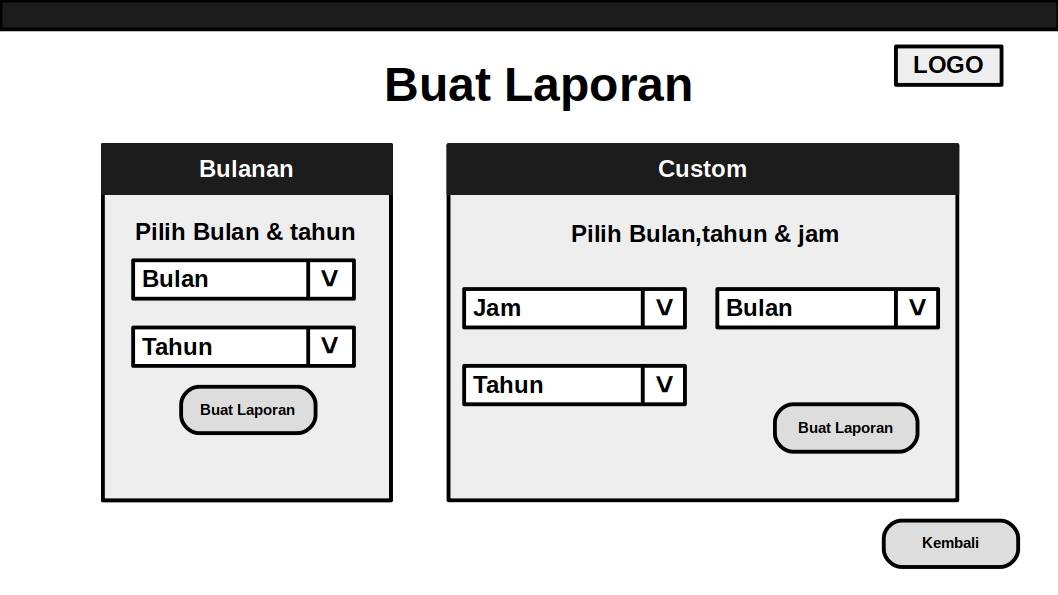 LOGO
Buat Laporan
Bulanan
Pilih Bulan & tahun
Bulan V
Tahun V
Buat Laporan
Custom
Pilih Bulan,tahun & jam
Jam V
Bulan V
Tahun V
Buat Laporan
Kembali